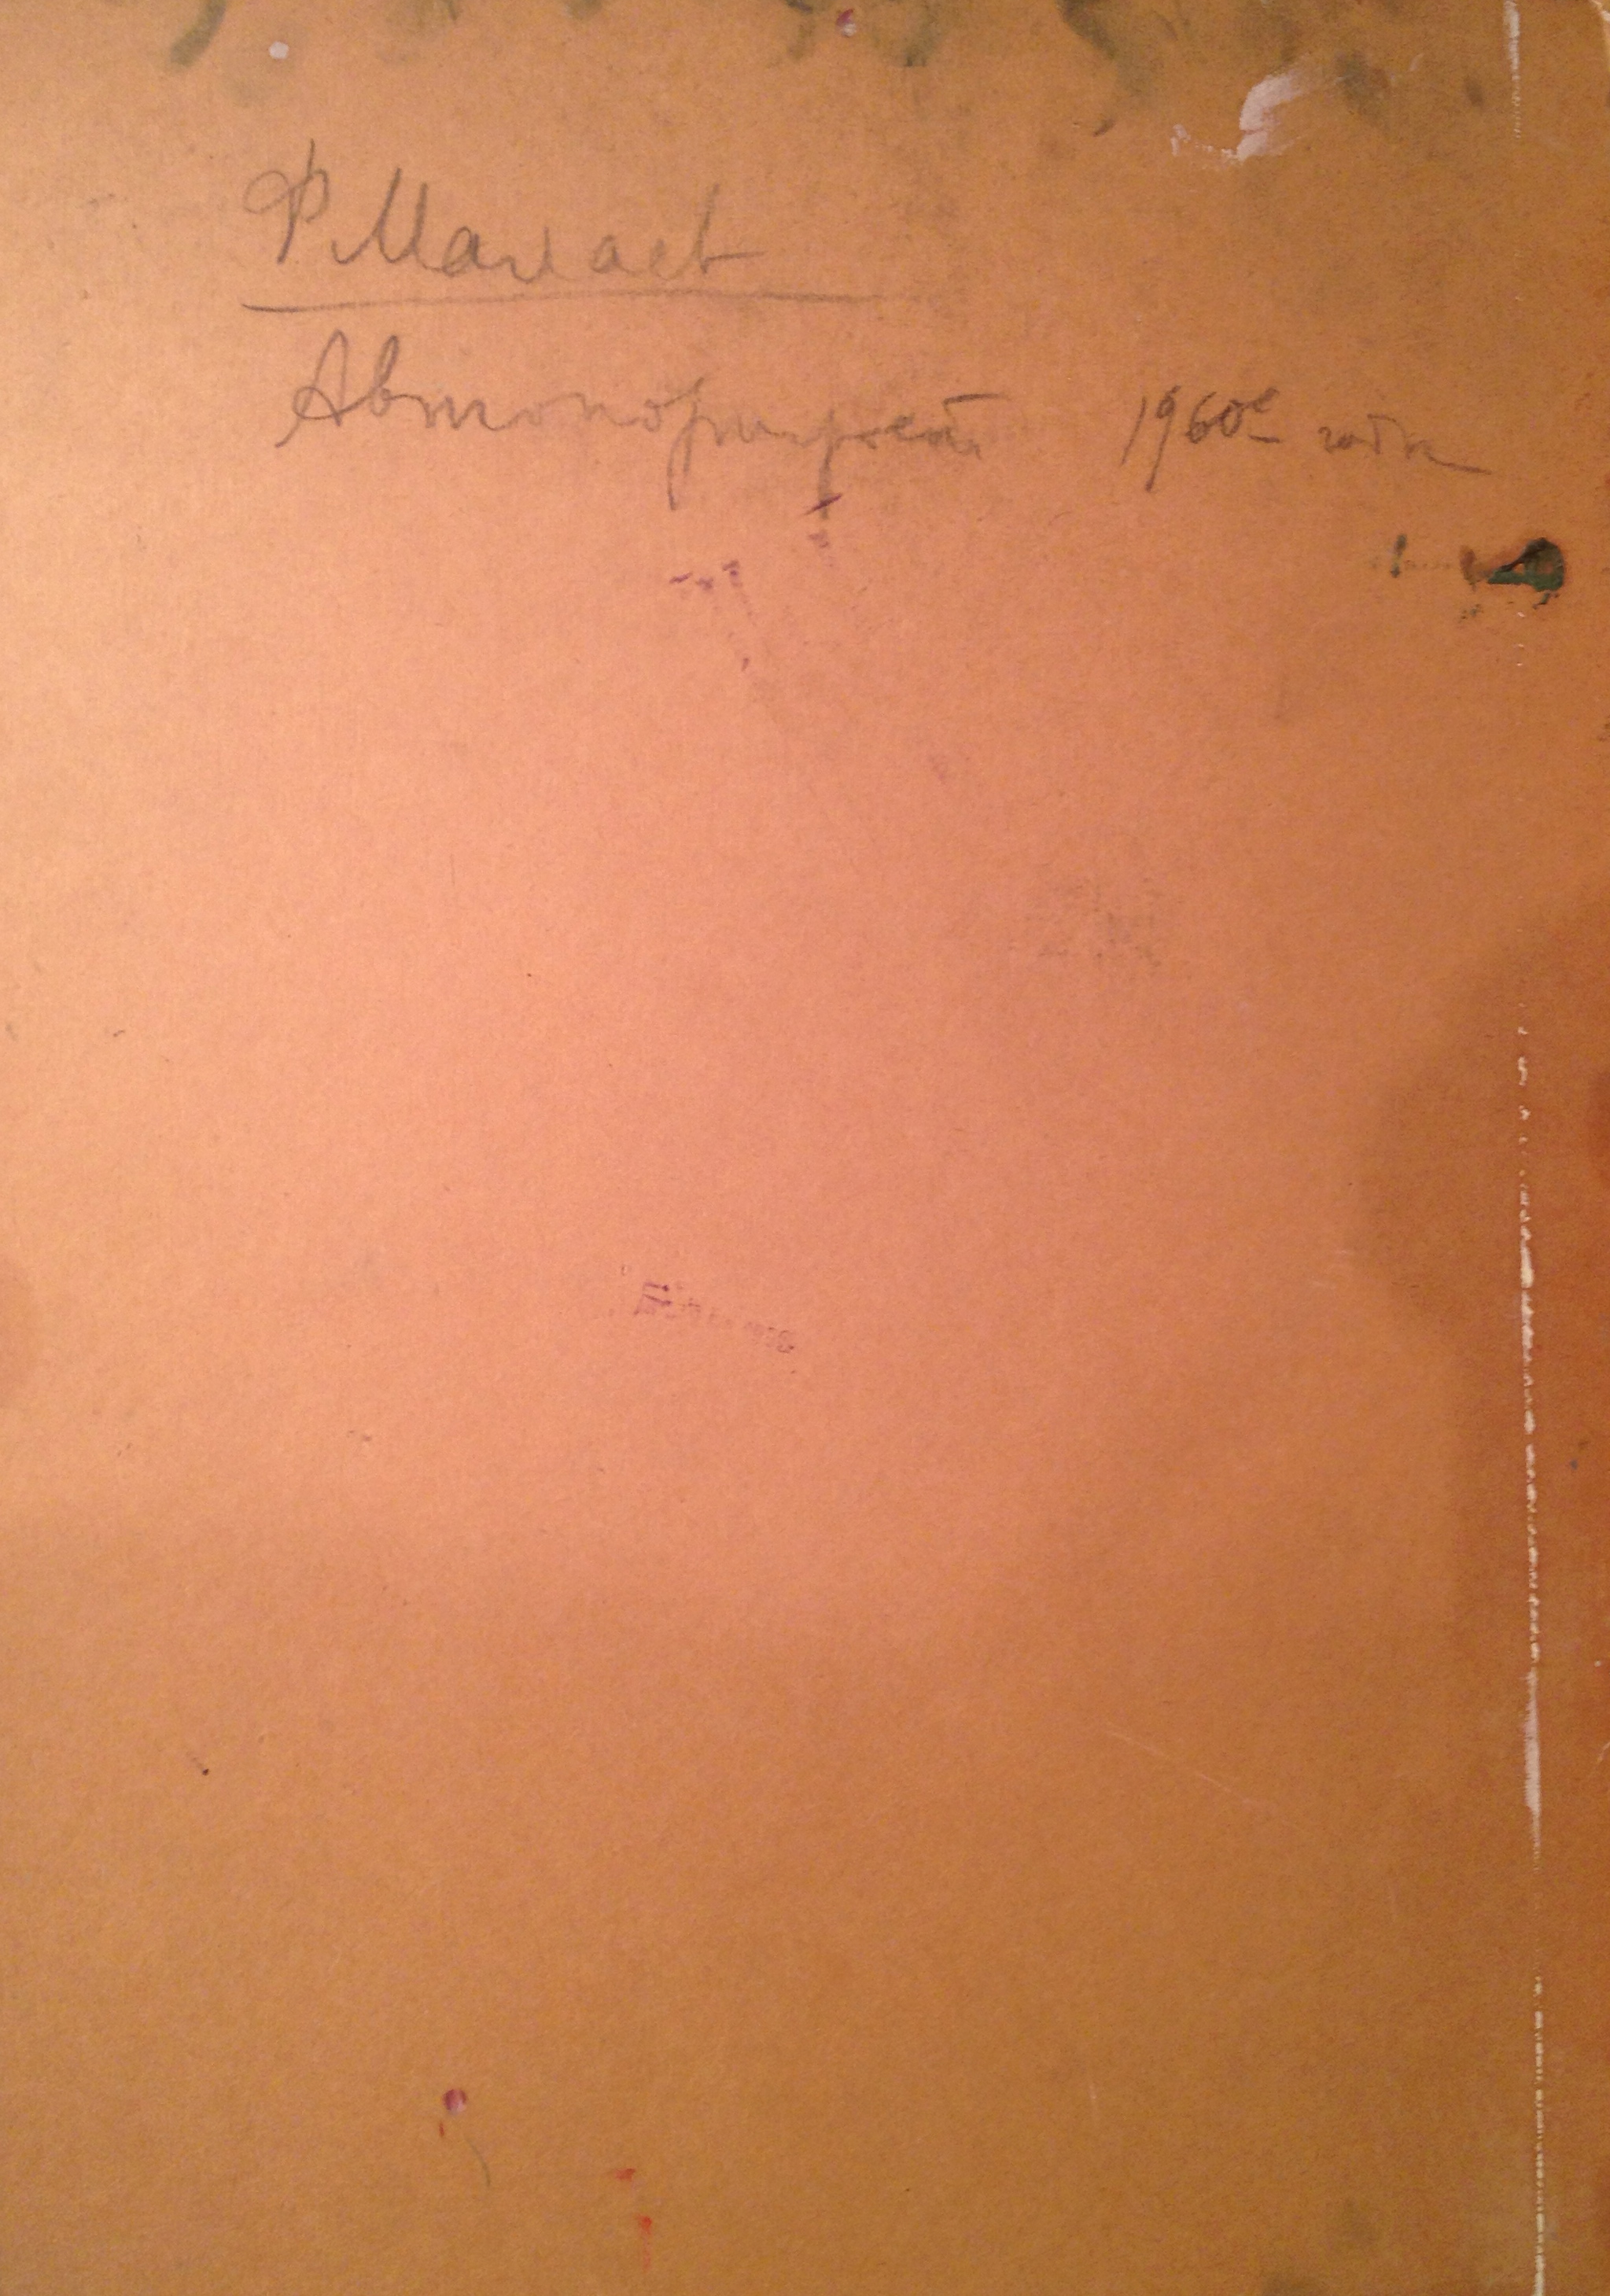 Ф Малаев
Автопортрет 1960е годы